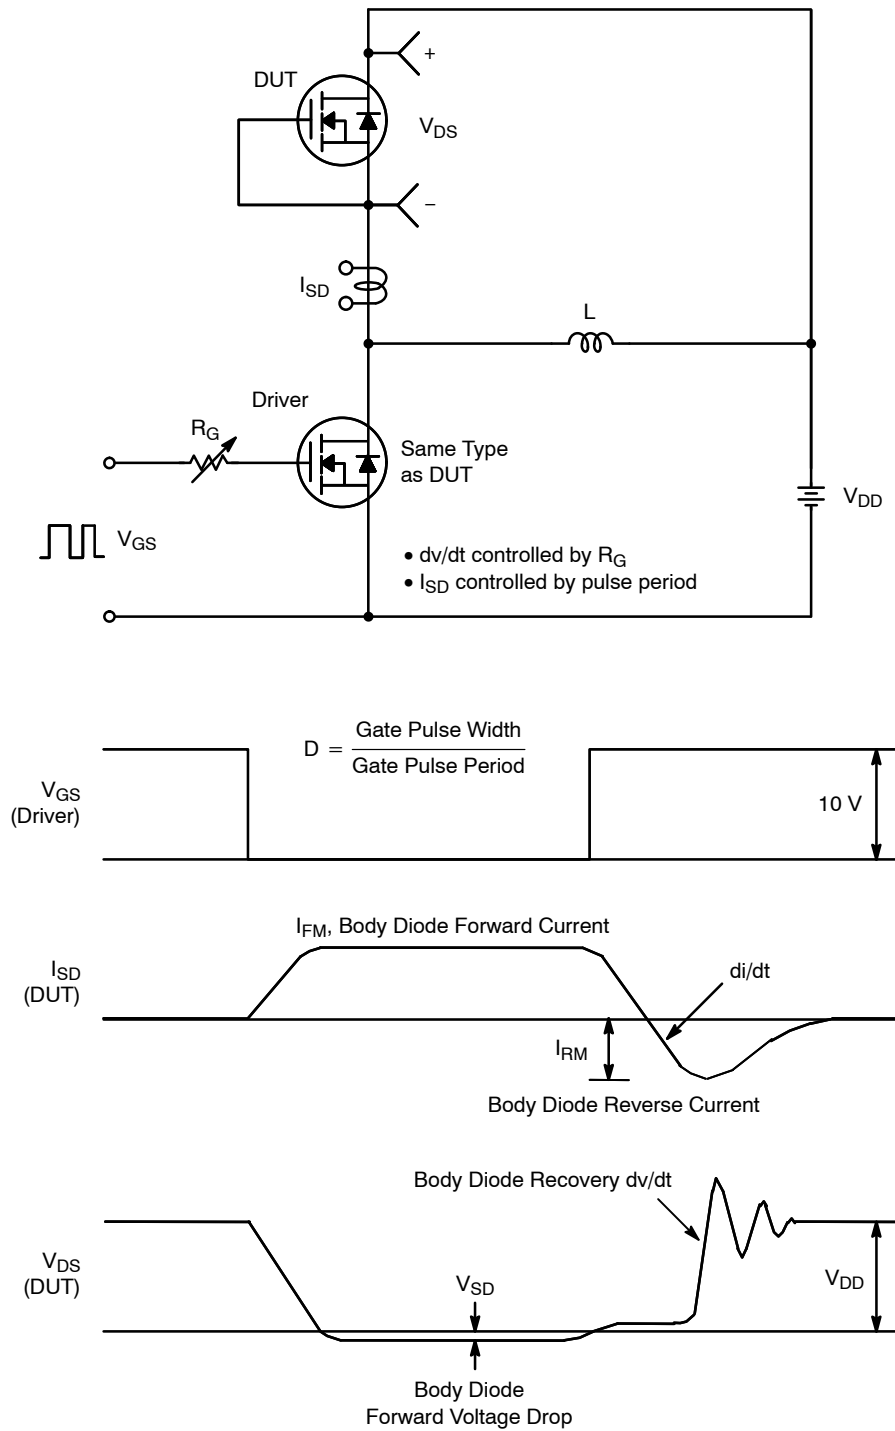 DUT
+
V_DS
−
I_SD
L
Driver
R_G
Same Type
as DUT
V_DD
V_GS
• dv/dt controlled by R_G
• I_SD controlled by pulse period
D = Gate Pulse Width
Gate Pulse Period
V_GS
(Driver)
10 V
I_FM, Body Diode Forward Current
I_SD
(DUT)
di/dt
I_RM
Body Diode Reverse Current
Body Diode Recovery dv/dt
V_DS
(DUT)
V_SD
V_DD
Body Diode
Forward Voltage Drop